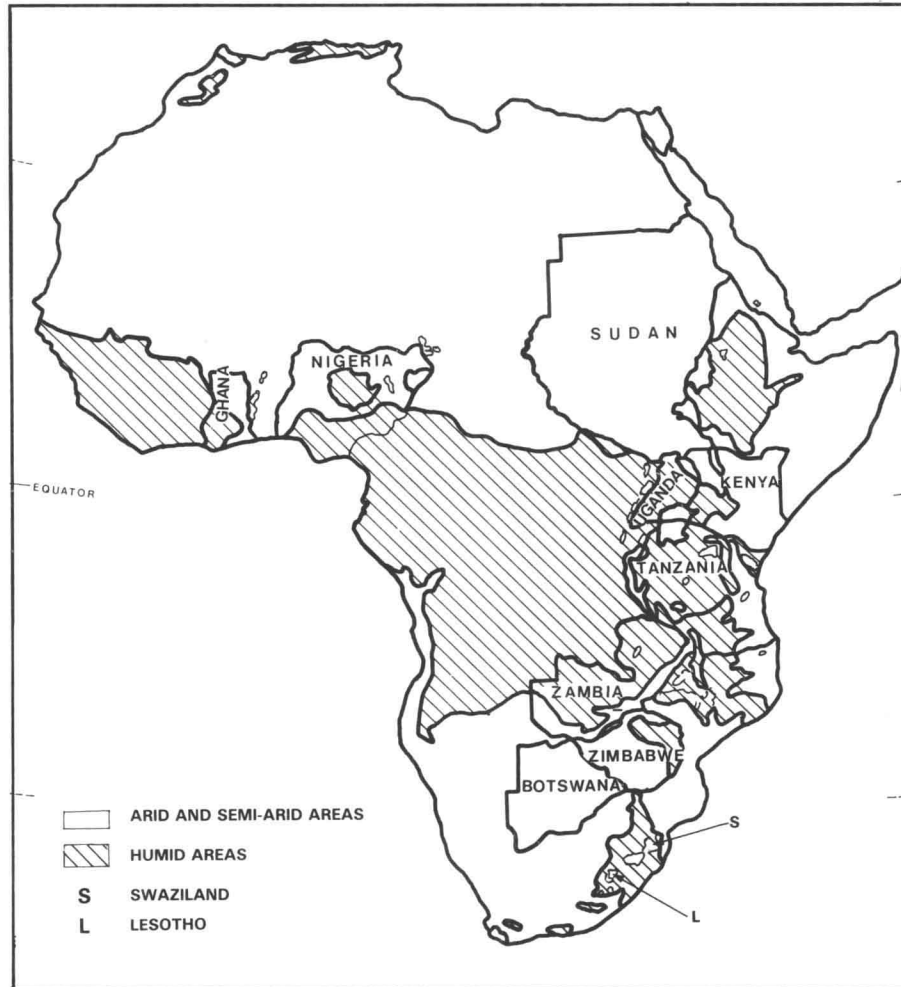 SUDAN
NIGERIA
GHANA
EQUATOR
UGANDA
KENYA
TANZANIA
ZAMBIA
ZIMBABWE
BOTSWANA
ARID AND SEMI-ARID AREAS
HUMID AREAS
S SWAZILAND
L LESOTHO
S
L